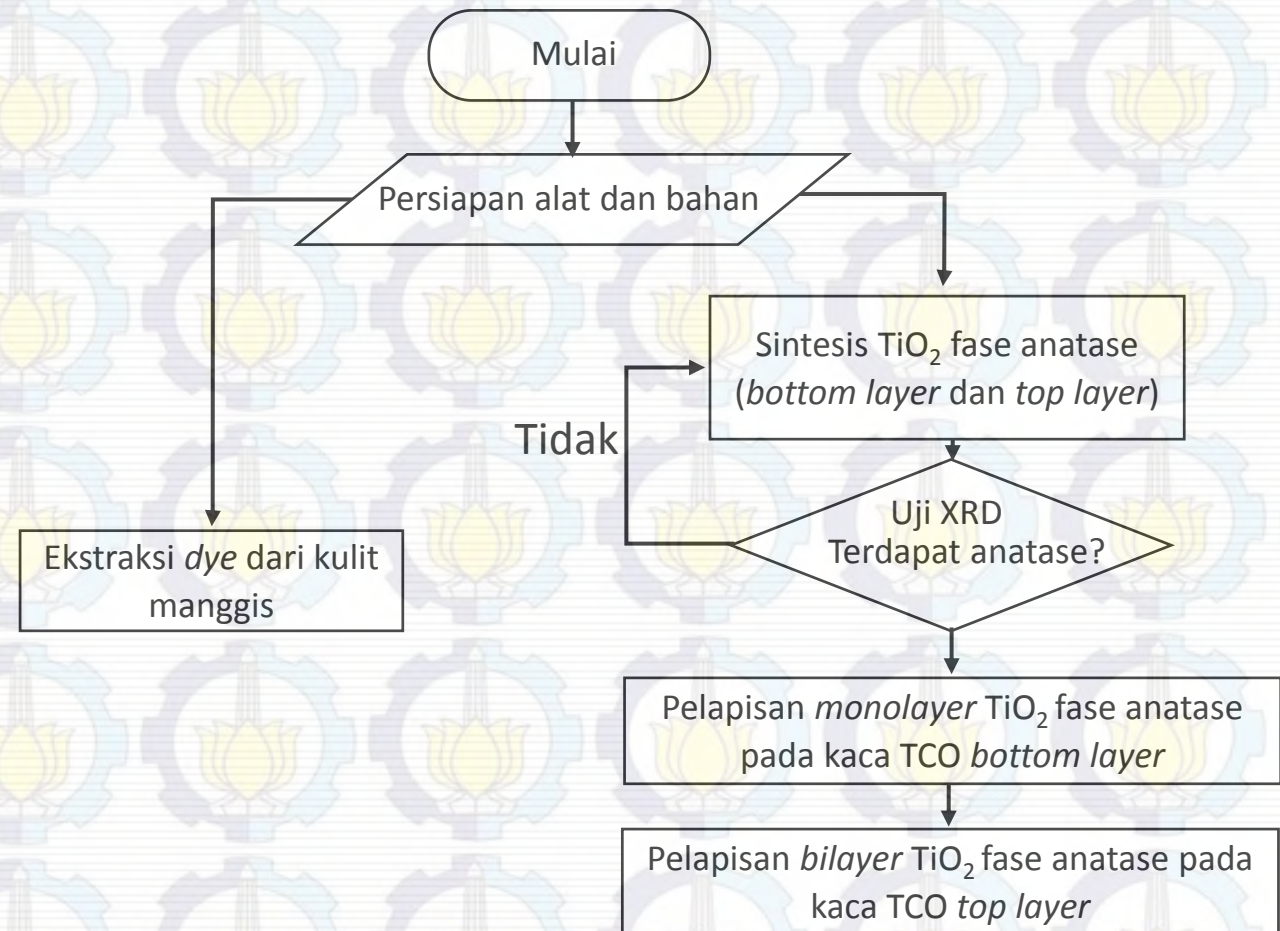 Mulai
Persiapan alat dan bahan
Sintesis TiO₂ fase anatase
(bottom layer dan top layer)
Tidak
Uji XRD
Terdapat anatase?
Ekstraksi dye dari kulit
manggis
Pelapisan monolayer TiO₂ fase anatase
pada kaca TCO bottom layer
Pelapisan bilayer TiO₂ fase anatase pada
kaca TCO top layer